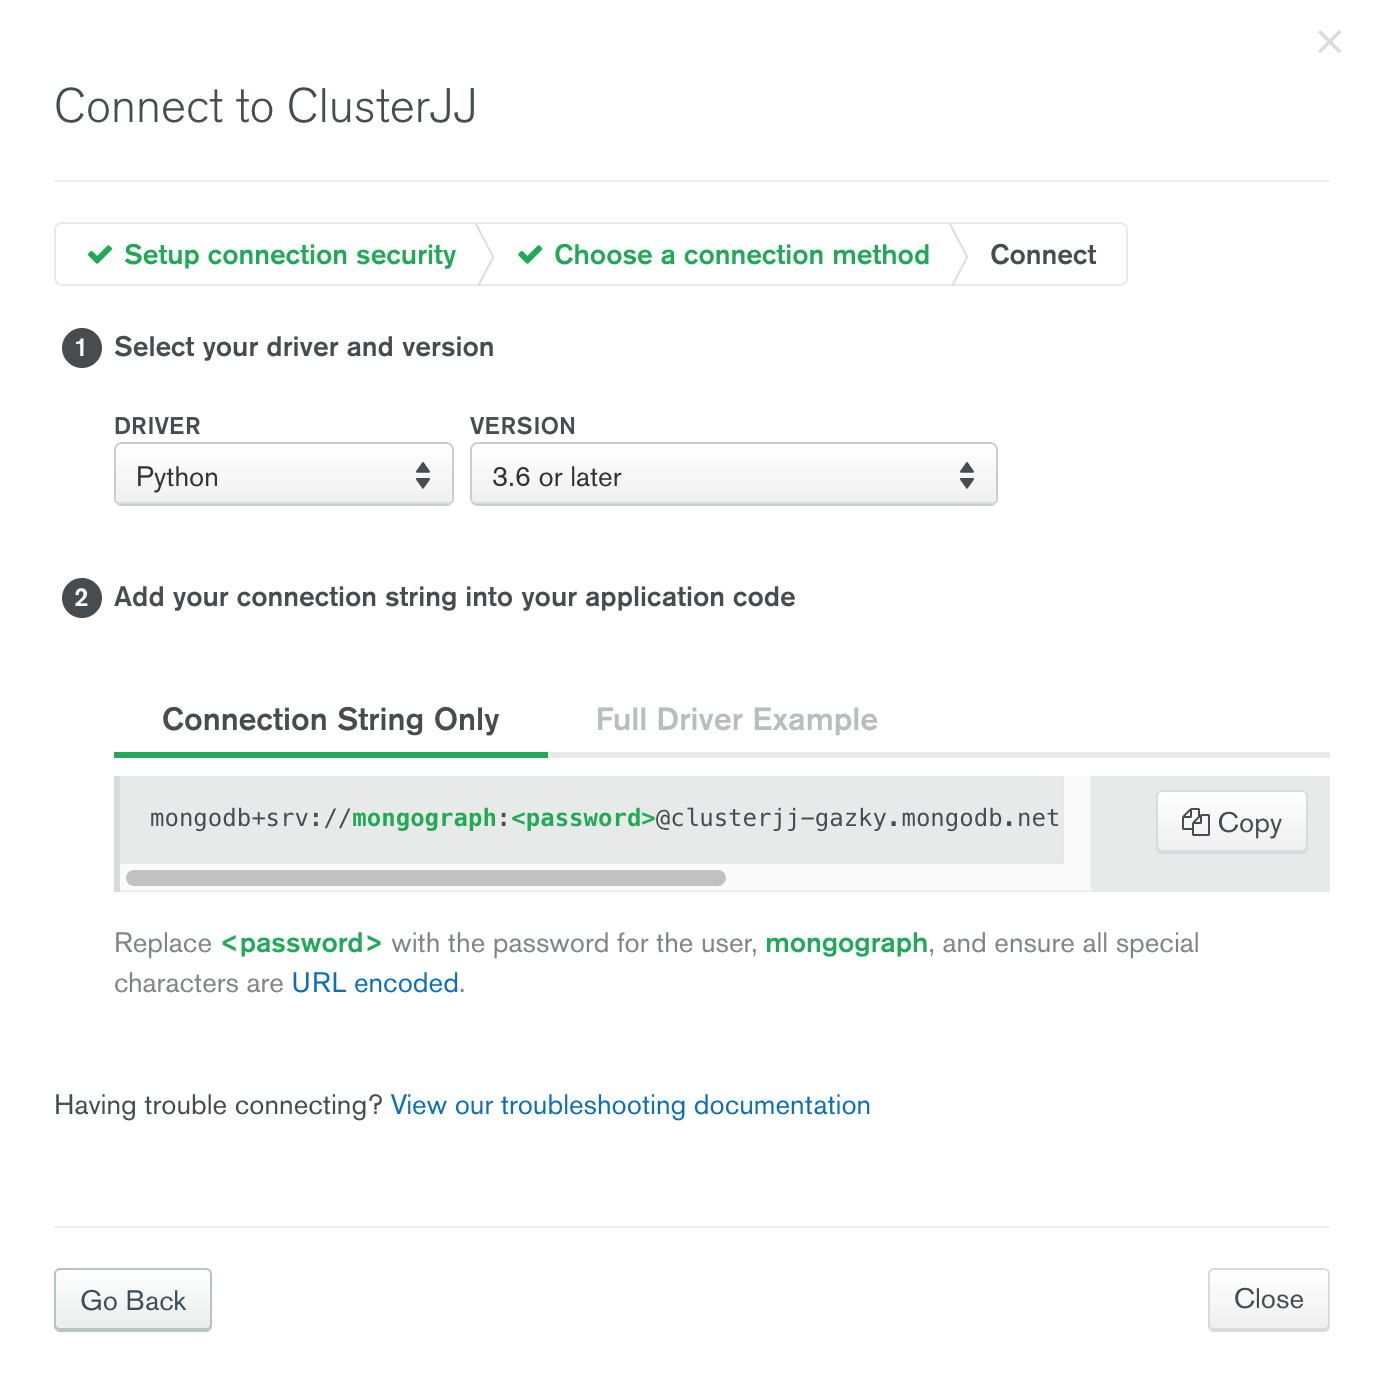 Connect to ClusterJJ
Setup connection security
Choose a connection method
Connect
1 Select your driver and version
DRIVER
VERSION
Python
3.6 or later
2 Add your connection string into your application code
Connection String Only
Full Driver Example
mongodb+srv://mongograph:<password>@clusterjj-gazky.mongodb.net
Copy
Replace <password> with the password for the user, mongograph, and ensure all special
characters are URL encoded.
Having trouble connecting? View our troubleshooting documentation
Go Back
Close